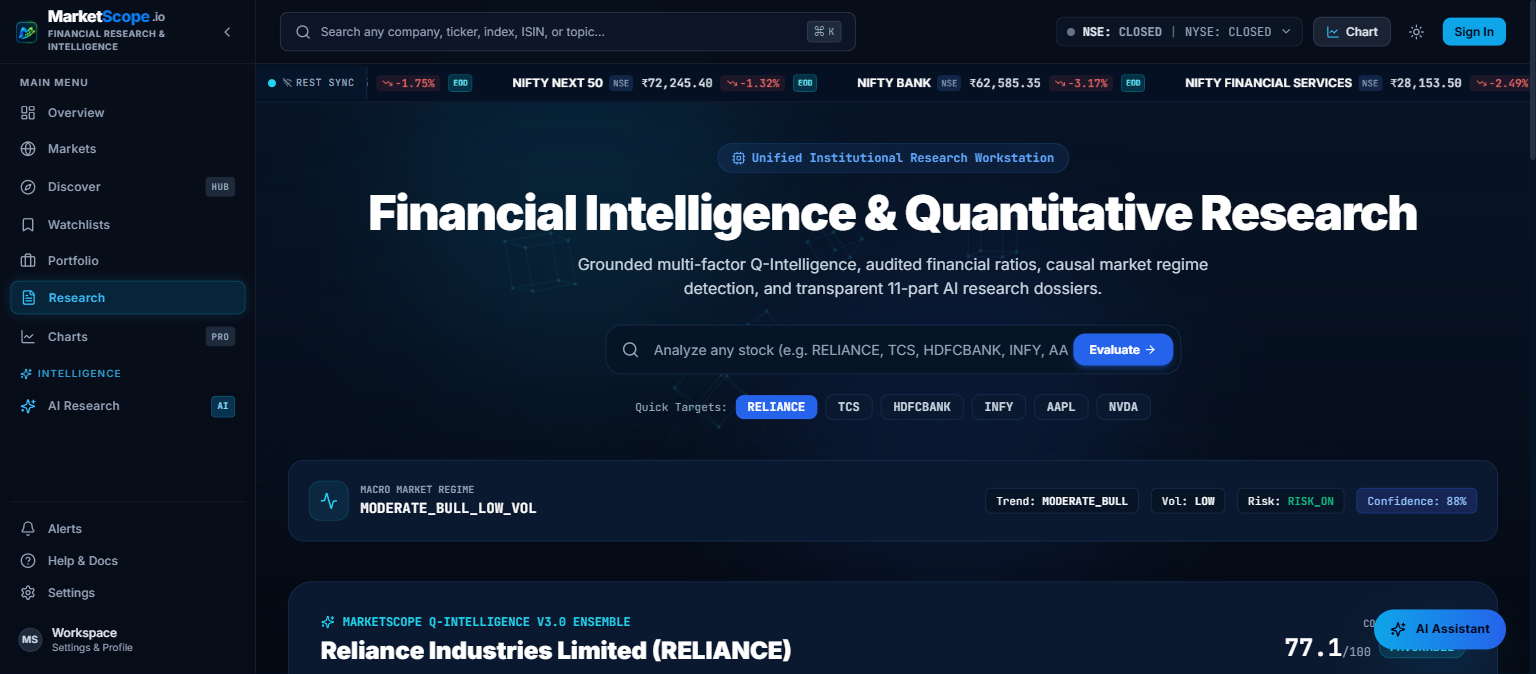 MarketScope.io
FINANCIAL RESEARCH &
INTELLIGENCE
Search any company, ticker, index, ISIN, or topic...
⌘ K
NSE: CLOSED | NYSE: CLOSED
Chart
Sign In
REST SYNC
-1.75% EOD
NIFTY NEXT 50 NSE ₹72,245.40 -1.32% EOD
NIFTY BANK NSE ₹62,585.35 -3.17% EOD
NIFTY FINANCIAL SERVICES NSE ₹28,153.50 -2.49%
MAIN MENU
Overview
Markets
Discover HUB
Watchlists
Portfolio
Research
Charts PRO
INTELLIGENCE
AI Research AI
Alerts
Help & Docs
Settings
MS
Workspace
Settings & Profile
Unified Institutional Research Workstation
Financial Intelligence & Quantitative Research
Grounded multi-factor Q-Intelligence, audited financial ratios, causal market regime
detection, and transparent 11-part AI research dossiers.
Analyze any stock (e.g. RELIANCE, TCS, HDFCBANK, INFY, AA
Evaluate
Quick Targets: RELIANCE TCS HDFCBANK INFY AAPL NVDA
MACRO MARKET REGIME
MODERATE_BULL_LOW_VOL
Trend: MODERATE_BULL
Vol: LOW
Risk: RISK_ON
Confidence: 88%
MARKETSCOPE Q-INTELLIGENCE V3.0 ENSEMBLE
Reliance Industries Limited (RELIANCE)
77.1/100
AI Assistant